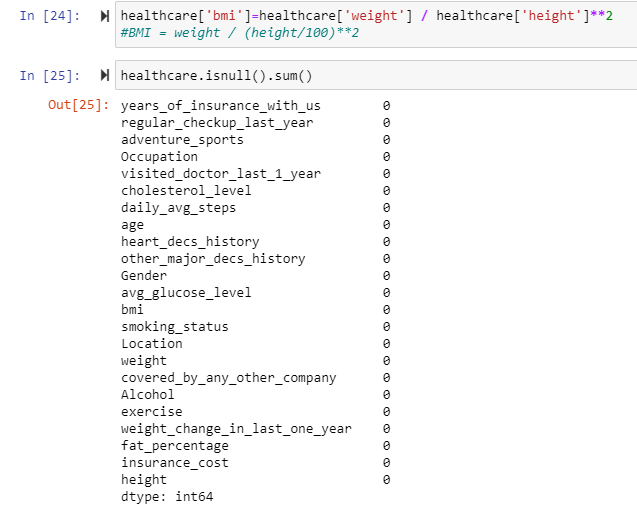 In [24]: healthcare['bmi']=healthcare['weight'] / healthcare['height']**2
#BMI = weight / (height/100)**2
In [25]: healthcare.isnull().sum()
Out[25]: years_of_insurance_with_us 0
regular_checkup_last_year 0
adventure_sports 0
Occupation 0
visited_doctor_last_1_year 0
cholesterol_level 0
daily_avg_steps 0
age 0
heart_decs_history 0
other_major_decs_history 0
Gender 0
avg_glucose_level 0
bmi 0
smoking_status 0
Location 0
weight 0
covered_by_any_other_company 0
Alcohol 0
exercise 0
weight_change_in_last_one_year 0
fat_percentage 0
insurance_cost 0
height 0
dtype: int64